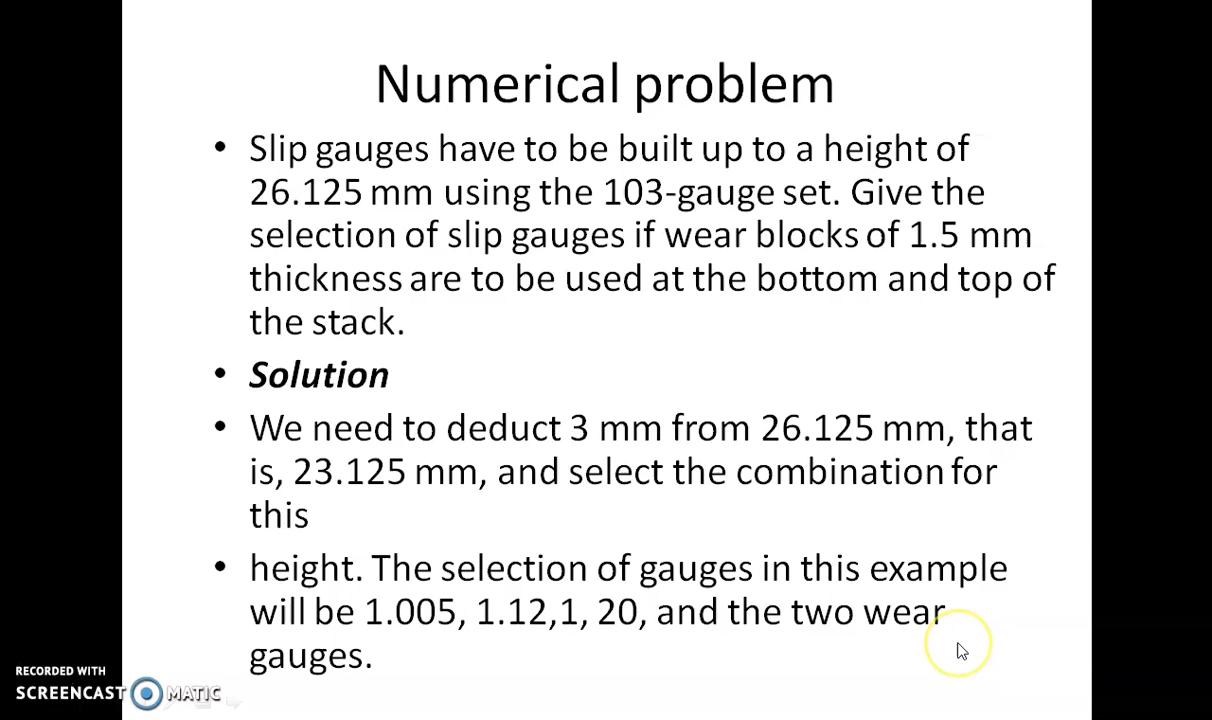 Numerical problem
• Slip gauges have to be built up to a height of
26.125 mm using the 103-gauge set. Give the
selection of slip gauges if wear blocks of 1.5 mm
thickness are to be used at the bottom and top of
the stack.
• Solution
• We need to deduct 3 mm from 26.125 mm, that
is, 23.125 mm, and select the combination for
this
• height. The selection of gauges in this example
will be 1.005, 1.12,1, 20, and the two wear
gauges.
RECORDED WITH
SCREENCAST MATIC